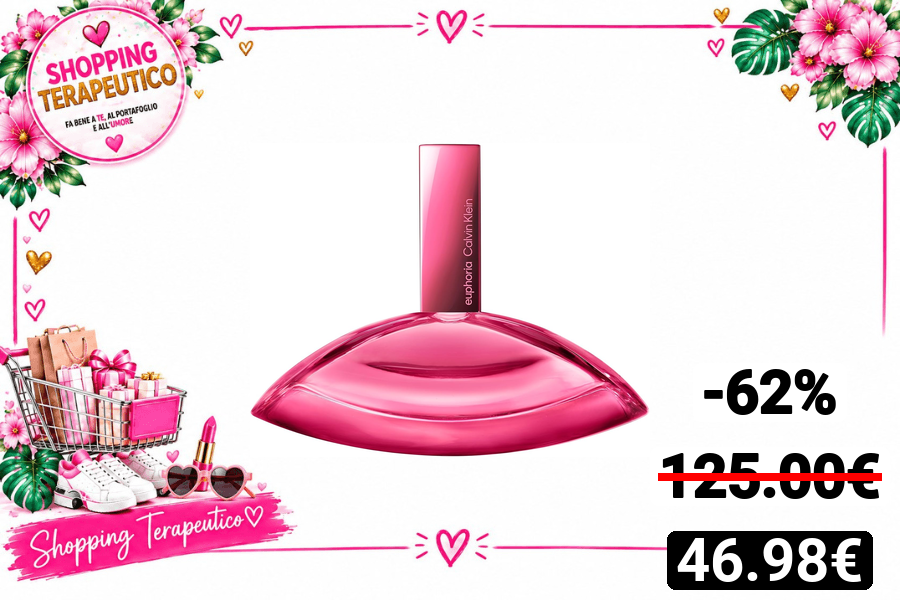 SHOPPING
TERAPEUTICO
FA BENE A TE, AL PORTAFOGLIO
E ALL'UMORE
euphoria Calvin Klein
-62%
125.00€
46.98€
Shopping Terapeutico